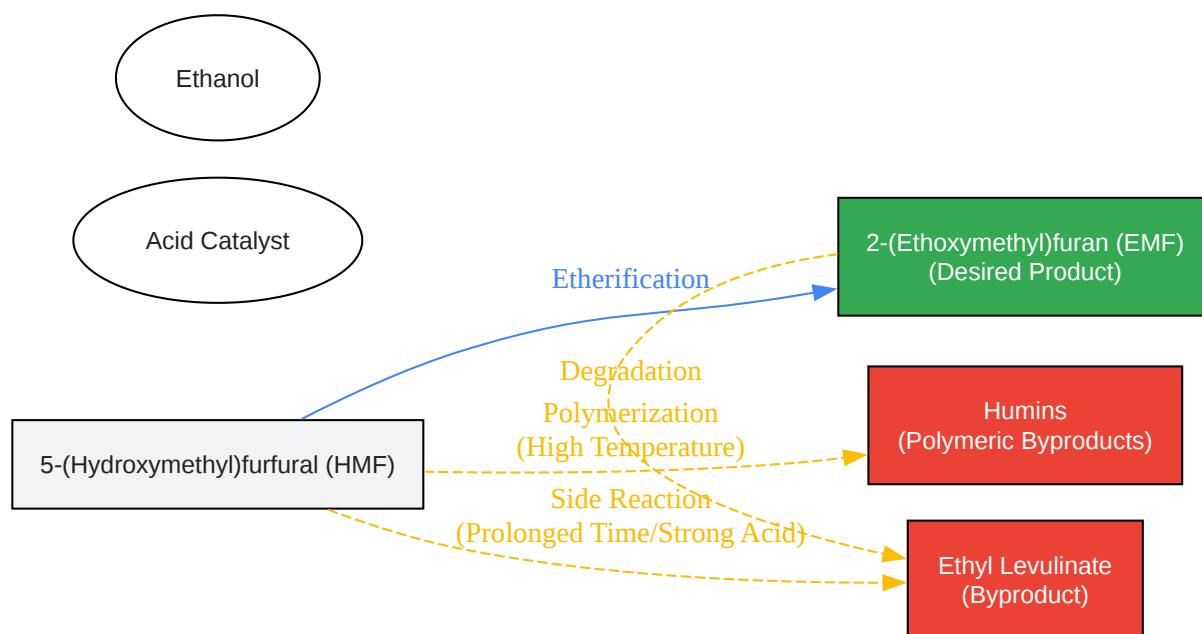 Ethanol
Acid Catalyst
2-(Ethoxymethyl)furan (EMF)
(Desired Product)
Etherification
Degradation
Polymerization
(High Temperature)
Humins
(Polymeric Byproducts)
5-(Hydroxymethyl)furfural (HMF)
Side Reaction
(Prolonged Time/Strong Acid)
Ethyl Levulinate
(Byproduct)